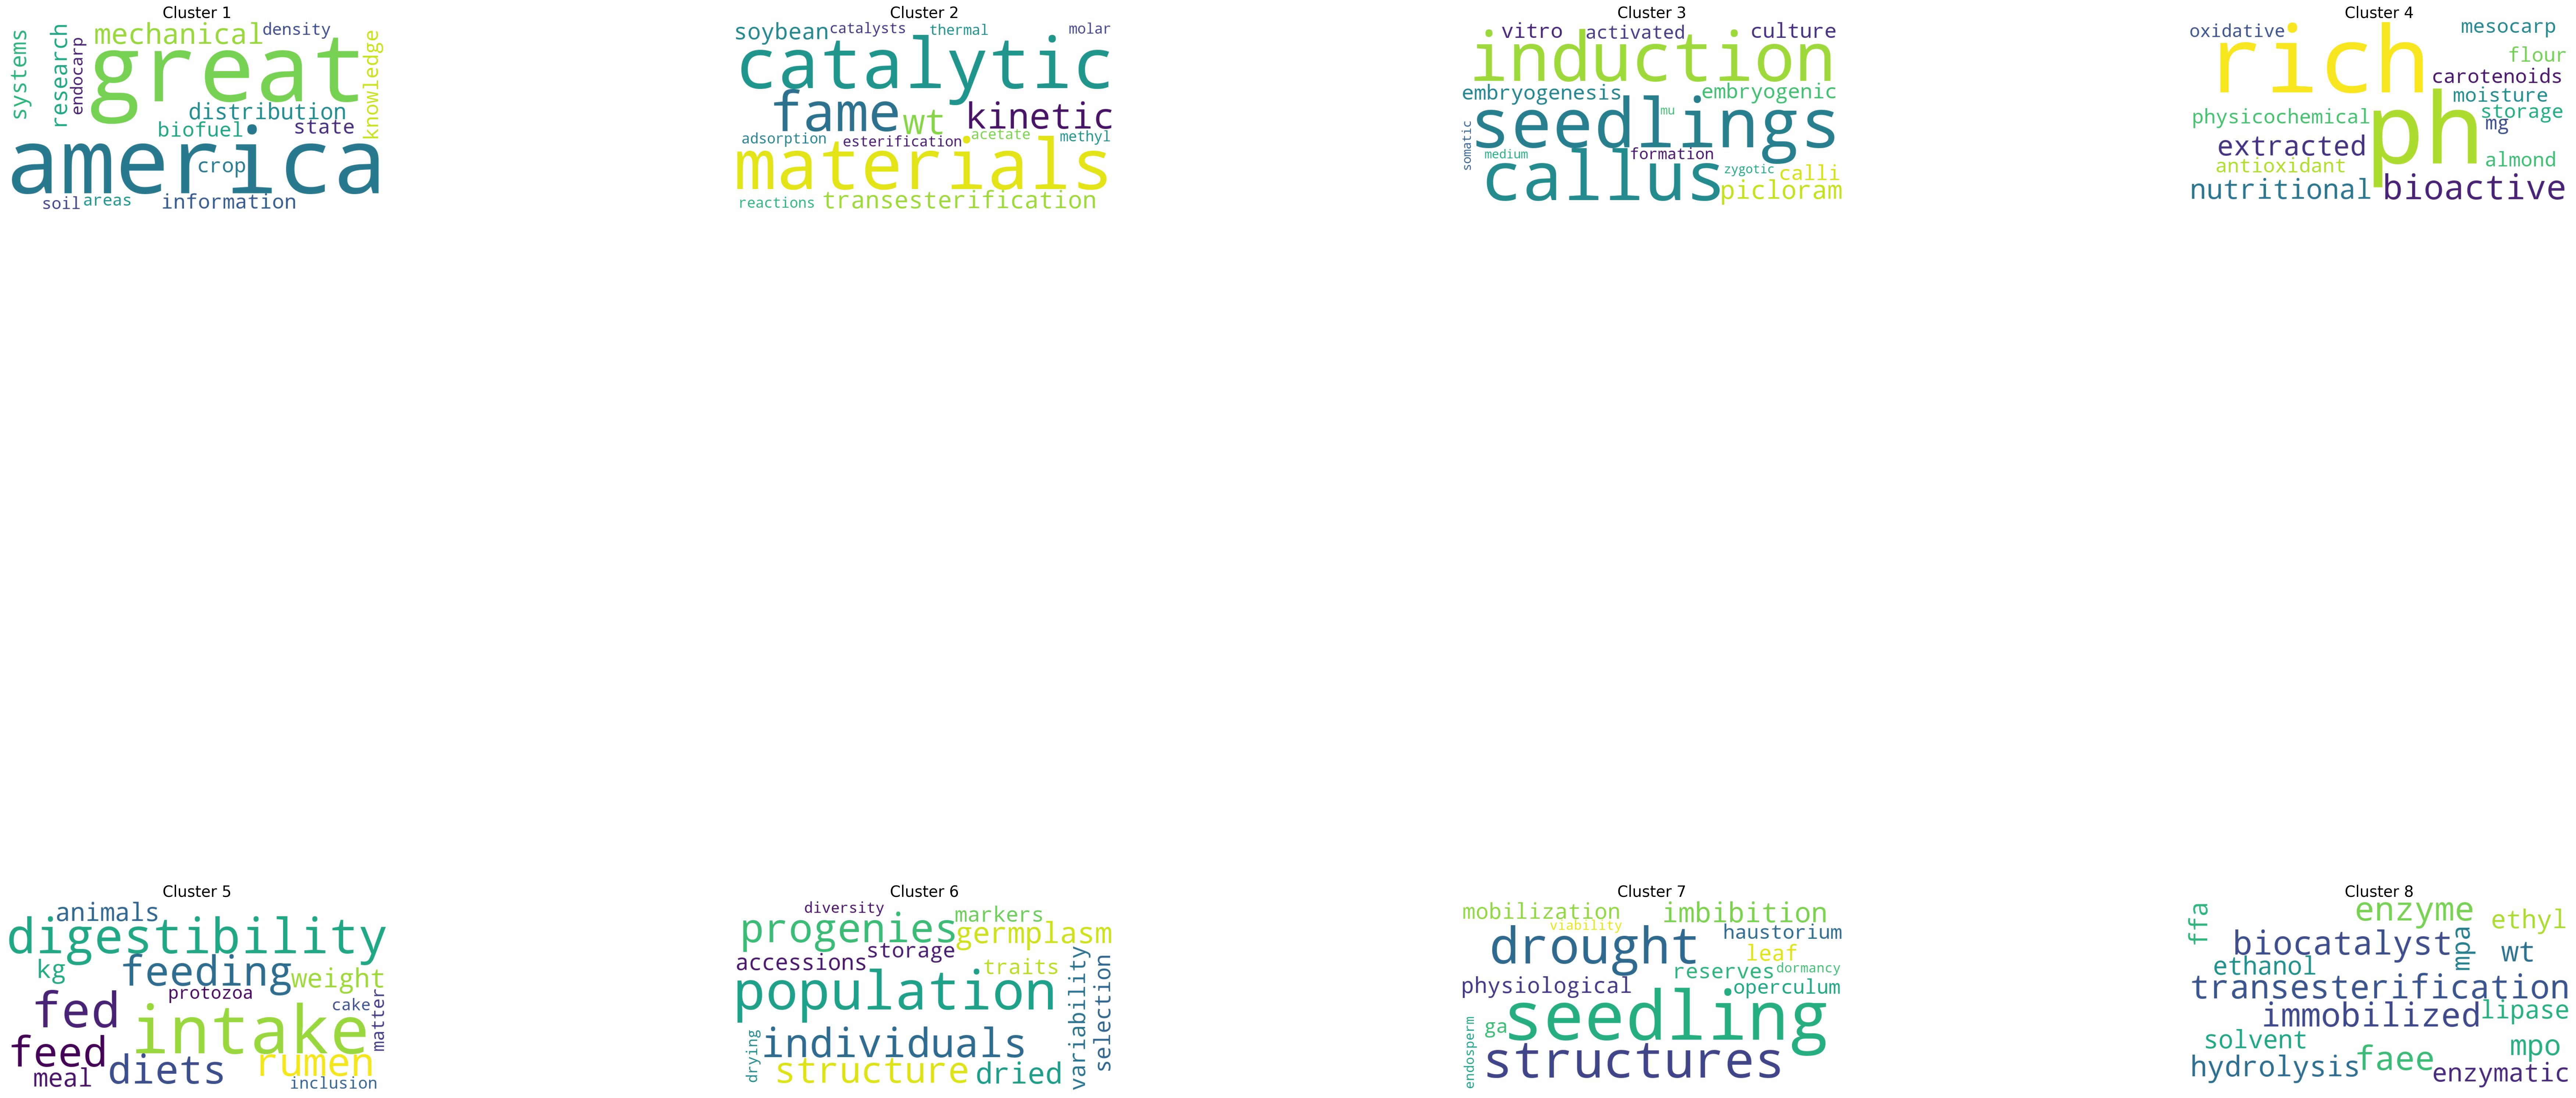 Cluster 1
systems
research
endocarp
mechanical
density
knowledge
great
distribution
biofuel
state
america
crop
soil
areas
information
Cluster 2
soybean
catalysts
thermal
molar
catalytic
fame
wt
kinetic
adsorption
esterification
acetate
methyl
materials
reactions
transesterification
Cluster 3
vitro
activated
culture
induction
embryogenesis
embryogenic
mu
seedlings
somatic
medium
formation
zygotic
calli
callus
picloram
Cluster 4
oxidative
mesocarp
rich
flour
carotenoids
moisture
storage
physicochemical
ph
mg
extracted
almond
antioxidant
nutritional
bioactive
Cluster 5
animals
digestibility
kg
feeding
weight
protozoa
fed
cake
matter
intake
feed
rumen
diets
meal
inclusion
Cluster 6
diversity
progenies
markers
germplasm
storage
accessions
traits
population
variability
selection
individuals
drying
structure
dried
Cluster 7
mobilization
imbibition
viability
drought
haustorium
leaf
reserves
dormancy
physiological
operculum
seedling
ga
endosperm
structures
Cluster 8
ffa
enzyme
ethyl
biocatalyst
mpa
wt
ethanol
transesterification
immobilized
lipase
solvent
mpo
hydrolysis
faee
enzymatic